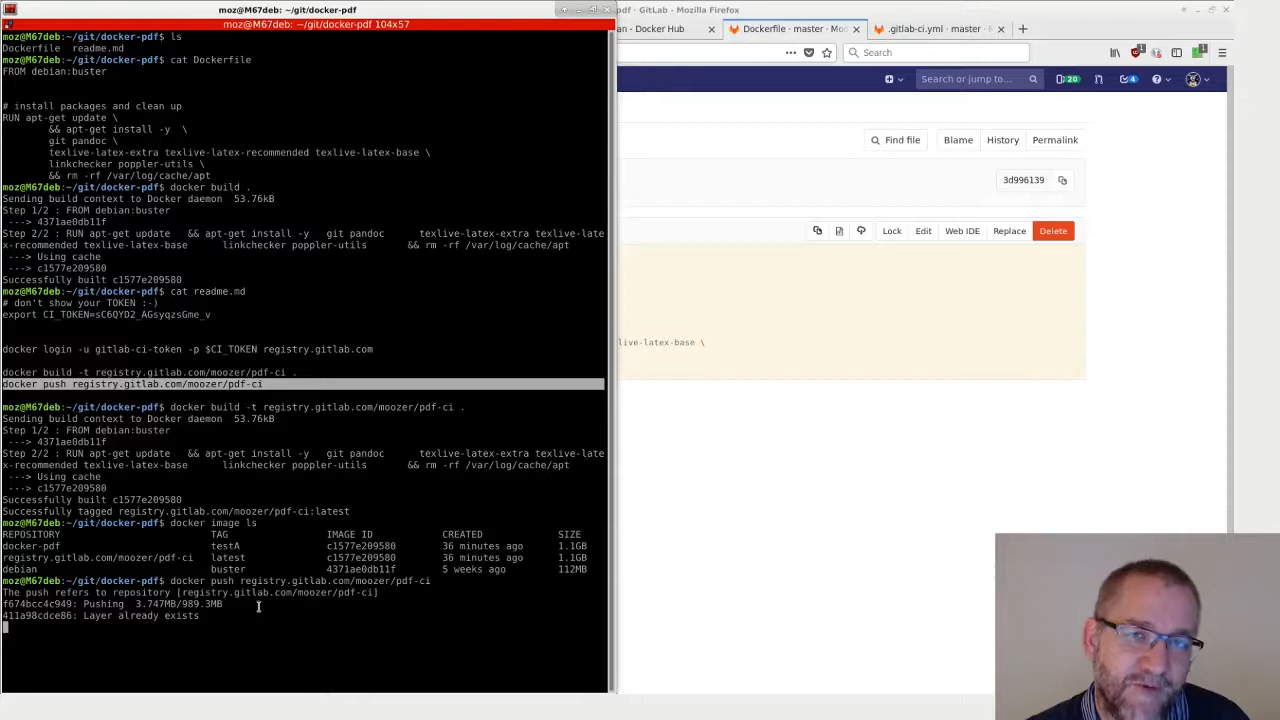 moz@M67deb: ~/git/docker-pdf
moz@M67deb: ~/git/docker-pdf 104x57
moz@M67deb:~/git/docker-pdf$ ls
Dockerfile  readme.md
moz@M67deb:~/git/docker-pdf$ cat Dockerfile
FROM debian:buster
# install packages and clean up
RUN apt-get update \
        && apt-get install -y  \
        git pandoc \
        texlive-latex-extra texlive-latex-recommended texlive-latex-base \
        linkchecker poppler-utils \
        && rm -rf /var/log/cache/apt
moz@M67deb:~/git/docker-pdf$ docker build .
Sending build context to Docker daemon  53.76kB
Step 1/2 : FROM debian:buster
 ---> 4371ae0db11f
Step 2/2 : RUN apt-get update   && apt-get install -y   git pandoc      texlive-latex-extra texlive-late
x-recommended texlive-latex-base      linkchecker poppler-utils      && rm -rf /var/log/cache/apt
 ---> Using cache
 ---> c1577e209580
Successfully built c1577e209580
moz@M67deb:~/git/docker-pdf$ cat readme.md
# don't show your TOKEN :-)
export CI_TOKEN=sC6QYD2_AGsyqzsGme_v
docker login -u gitlab-ci-token -p $CI_TOKEN registry.gitlab.com
docker build -t registry.gitlab.com/moozer/pdf-ci .
docker push registry.gitlab.com/moozer/pdf-ci
moz@M67deb:~/git/docker-pdf$ docker build -t registry.gitlab.com/moozer/pdf-ci .
Sending build context to Docker daemon  53.76kB
Step 1/2 : FROM debian:buster
 ---> 4371ae0db11f
Step 2/2 : RUN apt-get update   && apt-get install -y   git pandoc      texlive-latex-extra texlive-late
x-recommended texlive-latex-base      linkchecker poppler-utils      && rm -rf /var/log/cache/apt
 ---> Using cache
 ---> c1577e209580
Successfully built c1577e209580
Successfully tagged registry.gitlab.com/moozer/pdf-ci:latest
moz@M67deb:~/git/docker-pdf$ docker image ls
REPOSITORY TAG IMAGE ID CREATED SIZE
docker-pdf testA c1577e209580 36 minutes ago 1.1GB
registry.gitlab.com/moozer/pdf-ci latest c1577e209580 36 minutes ago 1.1GB
debian buster 4371ae0db11f 5 weeks ago 112MB
moz@M67deb:~/git/docker-pdf$ docker push registry.gitlab.com/moozer/pdf-ci
The push refers to repository [registry.gitlab.com/moozer/pdf-ci]
f674bcc4c949: Pushing  3.747MB/989.3MB
411a98cdce86: Layer already exists
pdf · GitLab - Mozilla Firefox
an - Docker Hub
Dockerfile · master · Mo
.gitlab-ci.yml · master ·
Search
Search or jump to...
20
4
Find file
Blame
History
Permalink
3d996139
Lock
Edit
Web IDE
Replace
Delete
live-latex-base \